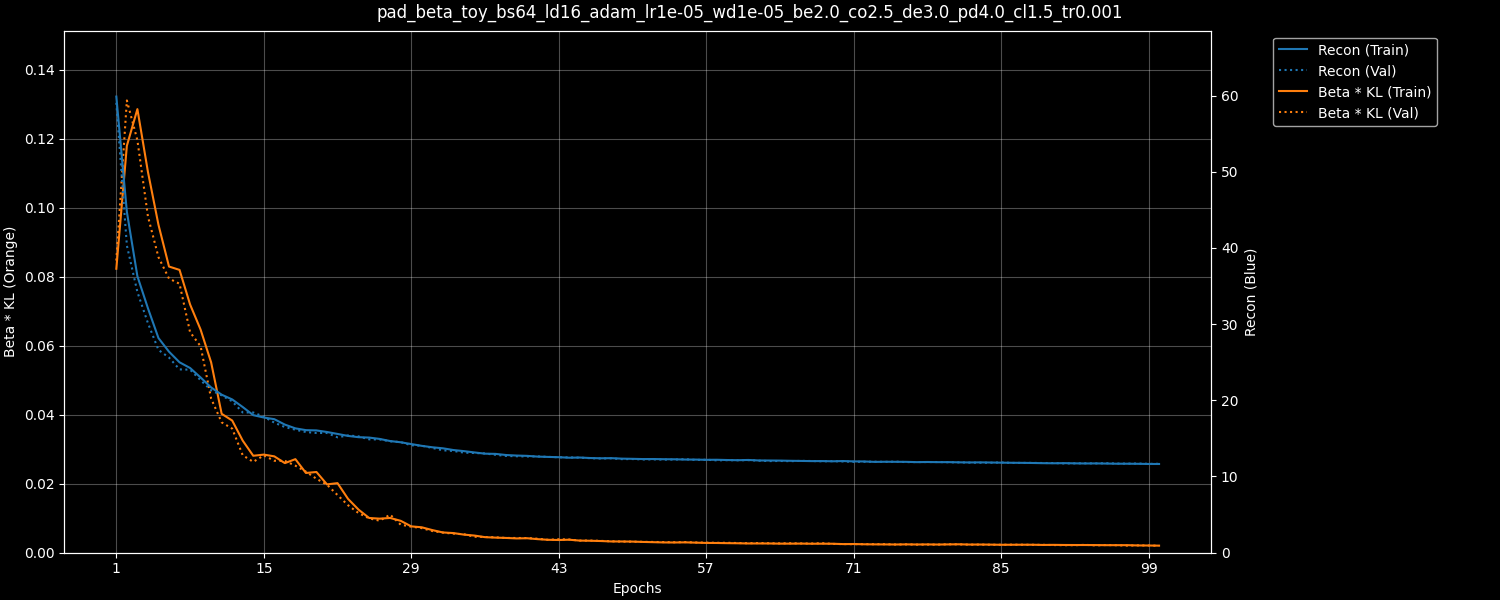 pad_beta_toy_bs64_ld16_adam_lr1e-05_wd1e-05_be2.0_co2.5_de3.0_pd4.0_cl1.5_tr0.001
Recon (Train)
Recon (Val)
Beta * KL (Train)
Beta * KL (Val)
Beta * KL (Orange)
0.14
0.12
0.10
0.08
0.06
0.04
0.02
0.00
60
50
40
30
20
10
0
Recon (Blue)
1 15 29 43 57 71 85 99
Epochs